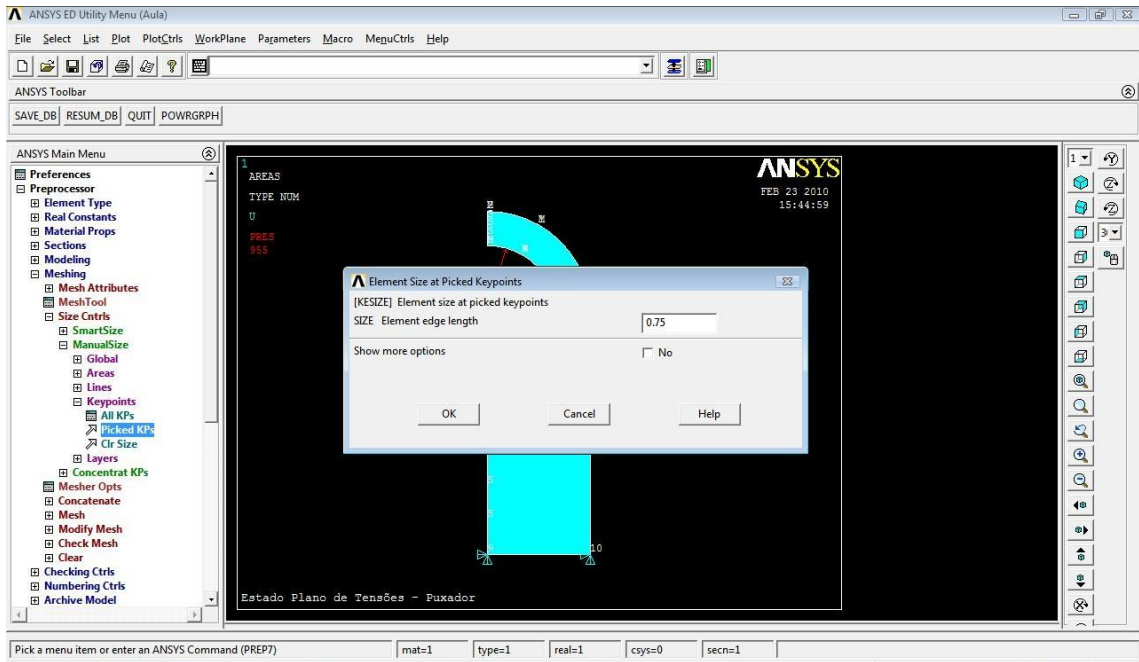 ANSYS ED Utility Menu (Aula)
File Select List Plot PlotCtrls WorkPlane Parameters Macro MenuCtrls Help
ANSYS Toolbar
SAVE_DB RESUM_DB QUIT POWRGRPH
ANSYS Main Menu
Preferences
Preprocessor
Element Type
Real Constants
Material Props
Sections
Modeling
Meshing
Mesh Attributes
MeshTool
Size Cntrls
SmartSize
ManualSize
Global
Areas
Lines
Keypoints
All KPs
Picked KPs
Clr Size
Layers
Concentrat KPs
Mesher Opts
Concatenate
Mesh
Modify Mesh
Check Mesh
Clear
Checking Ctrls
Numbering Ctrls
Archive Model
1
AREAS
TYPE NUM
U
PRES
955
ANSYS
FEB 23 2010
15:44:59
M
M
Element Size at Picked Keypoints
[KESIZE] Element size at picked keypoints
SIZE Element edge length 0.75
Show more options No
OK Cancel Help
S
S
10
Estado Plano de Tensões - Puxador
1
Pick a menu item or enter an ANSYS Command (PREP7) mat=1 type=1 real=1 csys=0 secn=1